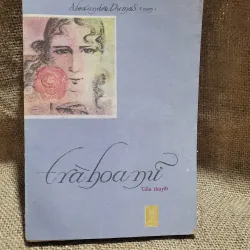 Alexandre Dumas
trà hoa nữ
Tiểu thuyết